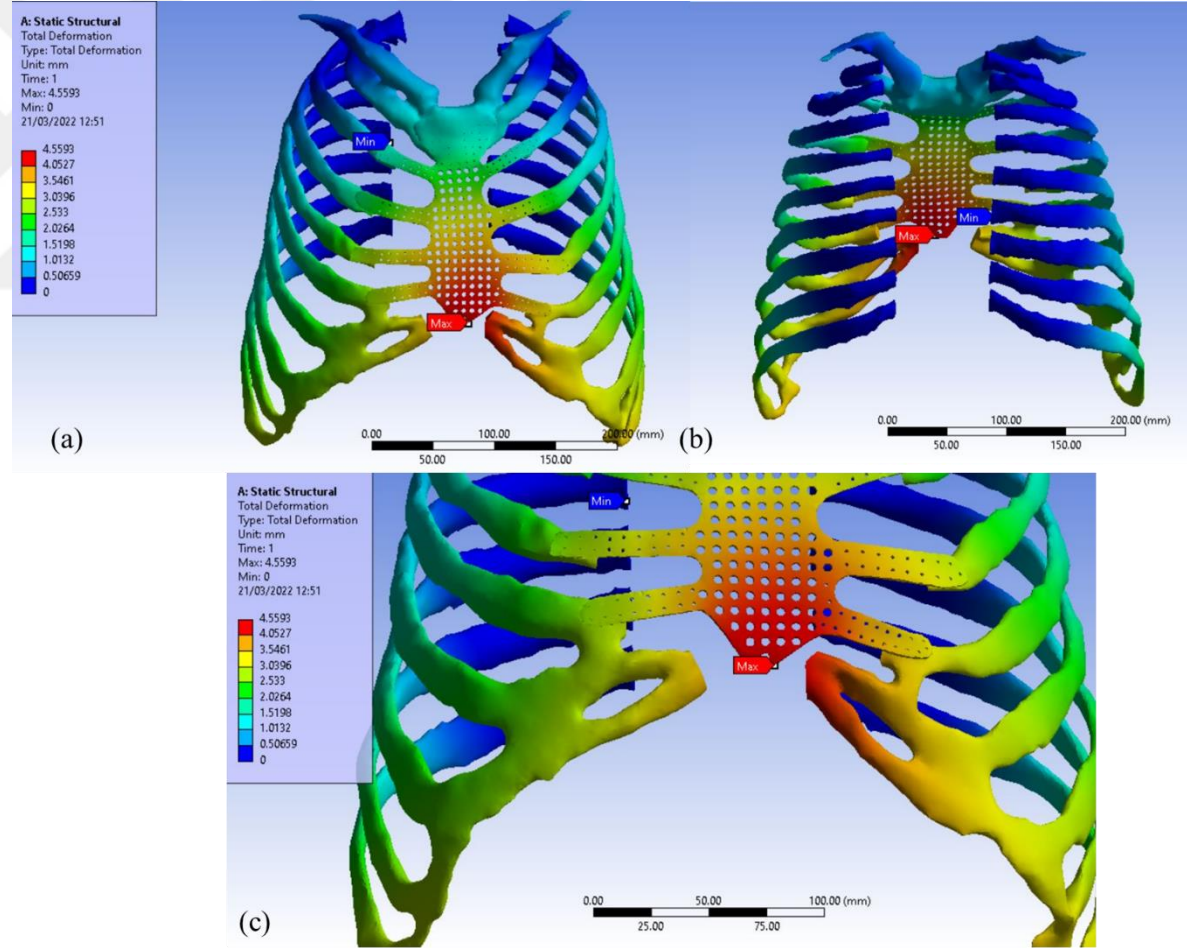 A: Static Structural
Total Deformation
Type: Total Deformation
Unit: mm
Time: 1
Max: 4.5593
Min: 0
21/03/2022 12:51
4.5593
4.0527
3.5461
3.0396
2.533
2.0264
1.5198
1.0132
0.50659
0
Min
Max
(a)
0.00 100.00 200.00 (mm)
50.00 150.00
Min
Max
(b)
0.00 100.00 200.00 (mm)
50.00 150.00
A: Static Structural
Total Deformation
Type: Total Deformation
Unit: mm
Time: 1
Max: 4.5593
Min: 0
21/03/2022 12:51
4.5593
4.0527
3.5461
3.0396
2.533
2.0264
1.5198
1.0132
0.50659
0
Min
Max
(c)
0.00 50.00 100.00 (mm)
25.00 75.00